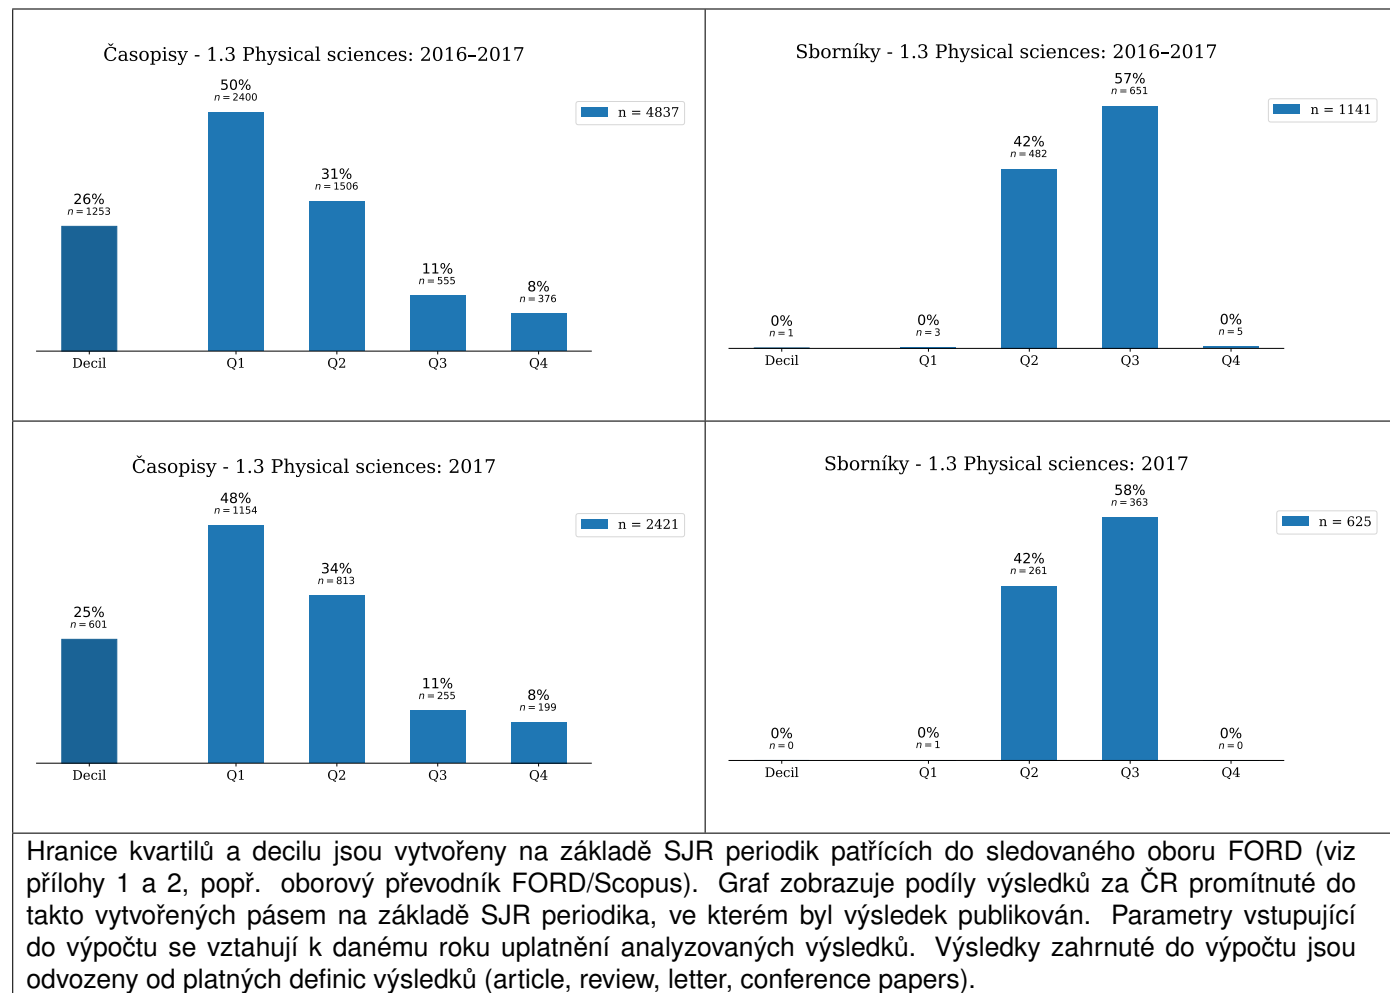 Časopisy - 1.3 Physical sciences: 2016–2017
50%
n = 2400
n = 4837
31%
n = 1506
26%
n = 1253
11%
n = 555
8%
n = 376
Decil Q1 Q2 Q3 Q4
Sborníky - 1.3 Physical sciences: 2016–2017
57%
n = 651
n = 1141
42%
n = 482
0%
n = 1
0%
n = 3
0%
n = 5
Decil Q1 Q2 Q3 Q4
Časopisy - 1.3 Physical sciences: 2017
48%
n = 1154
n = 2421
34%
n = 813
25%
n = 601
11%
n = 255
8%
n = 199
Decil Q1 Q2 Q3 Q4
Sborníky - 1.3 Physical sciences: 2017
58%
n = 363
n = 625
42%
n = 261
0%
n = 0
0%
n = 1
0%
n = 0
Decil Q1 Q2 Q3 Q4
Hranice kvartilů a decilu jsou vytvořeny na základě SJR periodik patřících do sledovaného oboru FORD (viz
přílohy 1 a 2, popř. oborový převodník FORD/Scopus). Graf zobrazuje podíly výsledků za ČR promítnuté do
takto vytvořených pásem na základě SJR periodika, ve kterém byl výsledek publikován. Parametry vstupující
do výpočtu se vztahují k danému roku uplatnění analyzovaných výsledků. Výsledky zahrnuté do výpočtu jsou
odvozeny od platných definic výsledků (article, review, letter, conference papers).